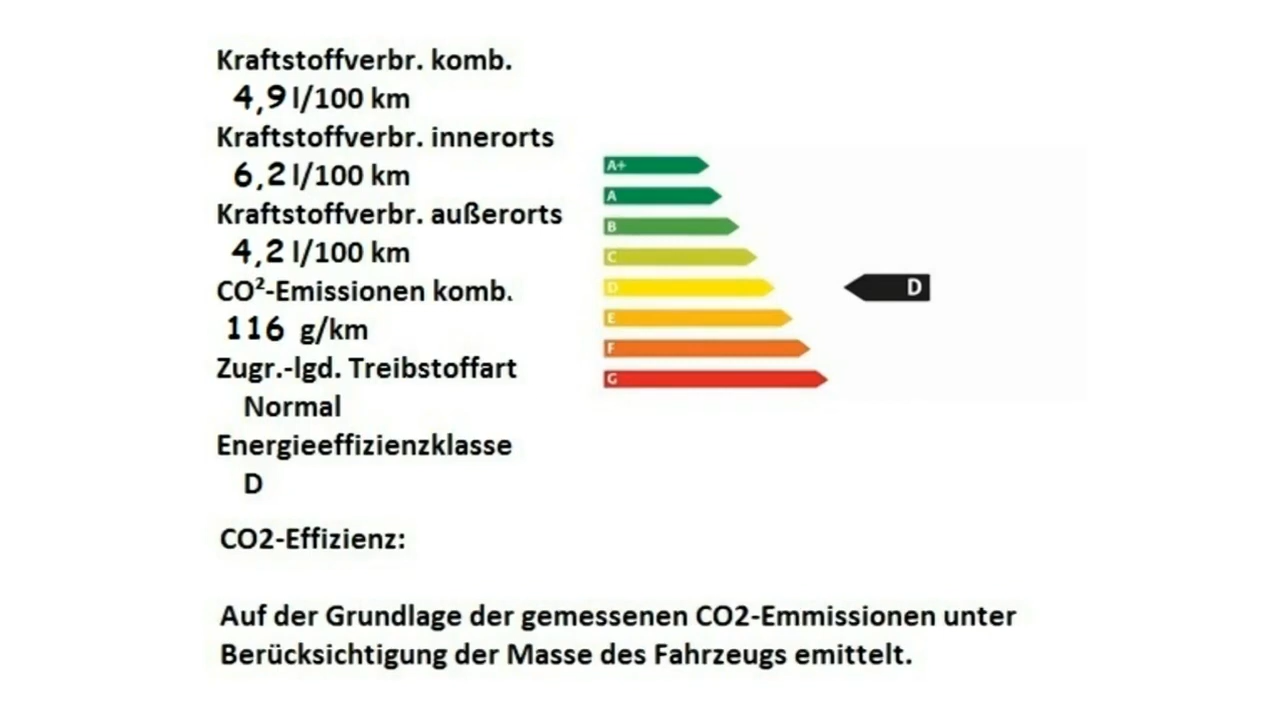 Kraftstoffverbr. komb.
4,9 l/100 km
Kraftstoffverbr. innerorts
6,2 l/100 km
Kraftstoffverbr. außerorts
4,2 l/100 km
CO²-Emissionen komb.
116 g/km
Zugr.-lgd. Treibstoffart
Normal
Energieeffizienzklasse
D
A+
A
B
C
D
D
E
F
G
CO2-Effizienz:
Auf der Grundlage der gemessenen CO2-Emmissionen unter
Berücksichtigung der Masse des Fahrzeugs emittelt.